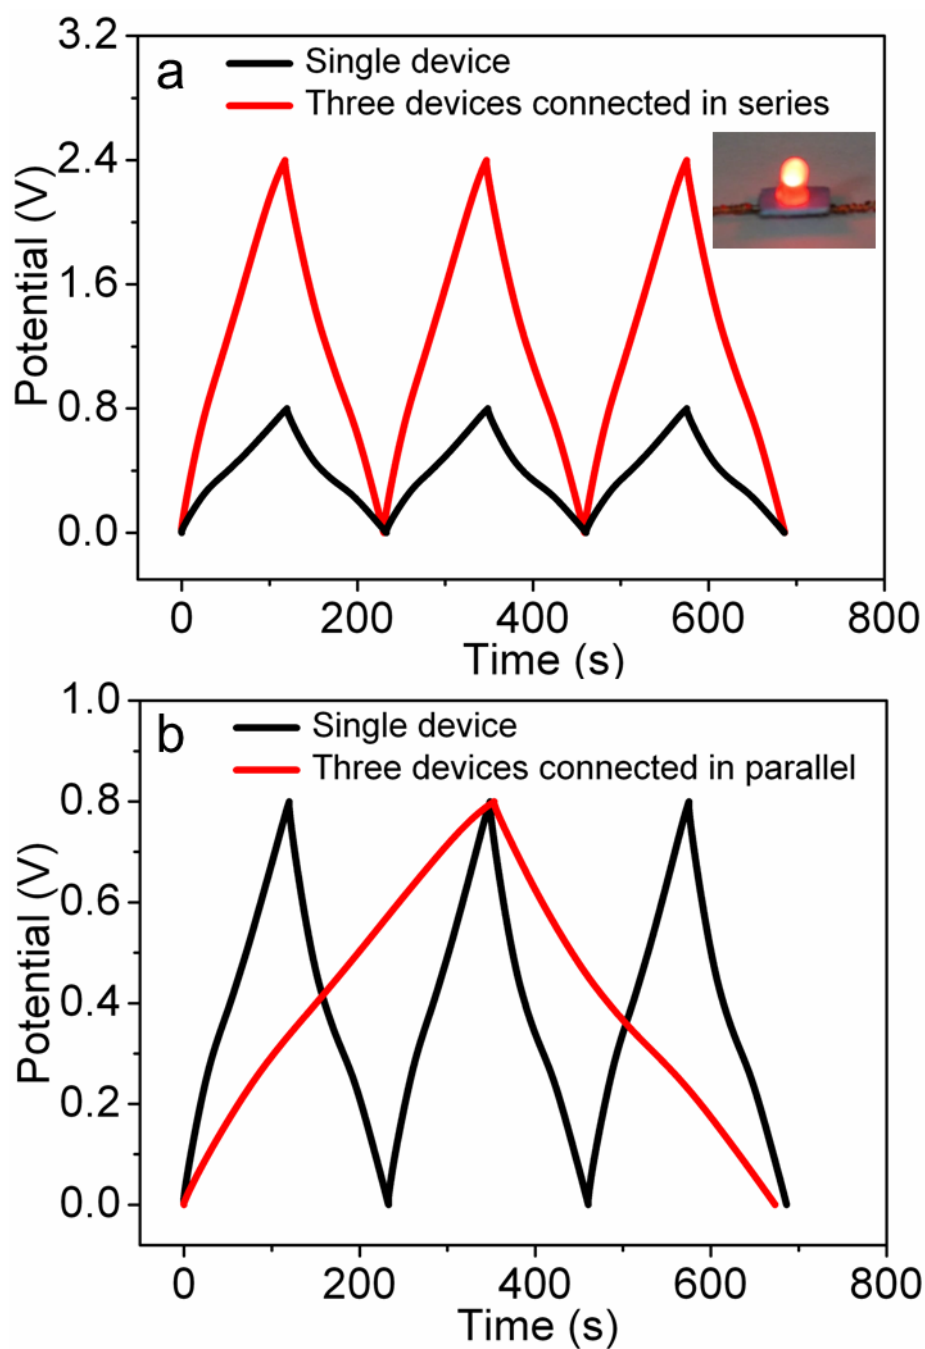 a
Single device
Three devices connected in series
3.2
2.4
1.6
0.8
0.0
Potential (V)
0 200 400 600 800
Time (s)
b
Single device
Three devices connected in parallel
1.0
0.8
0.6
0.4
0.2
0.0
Potential (V)
0 200 400 600 800
Time (s)